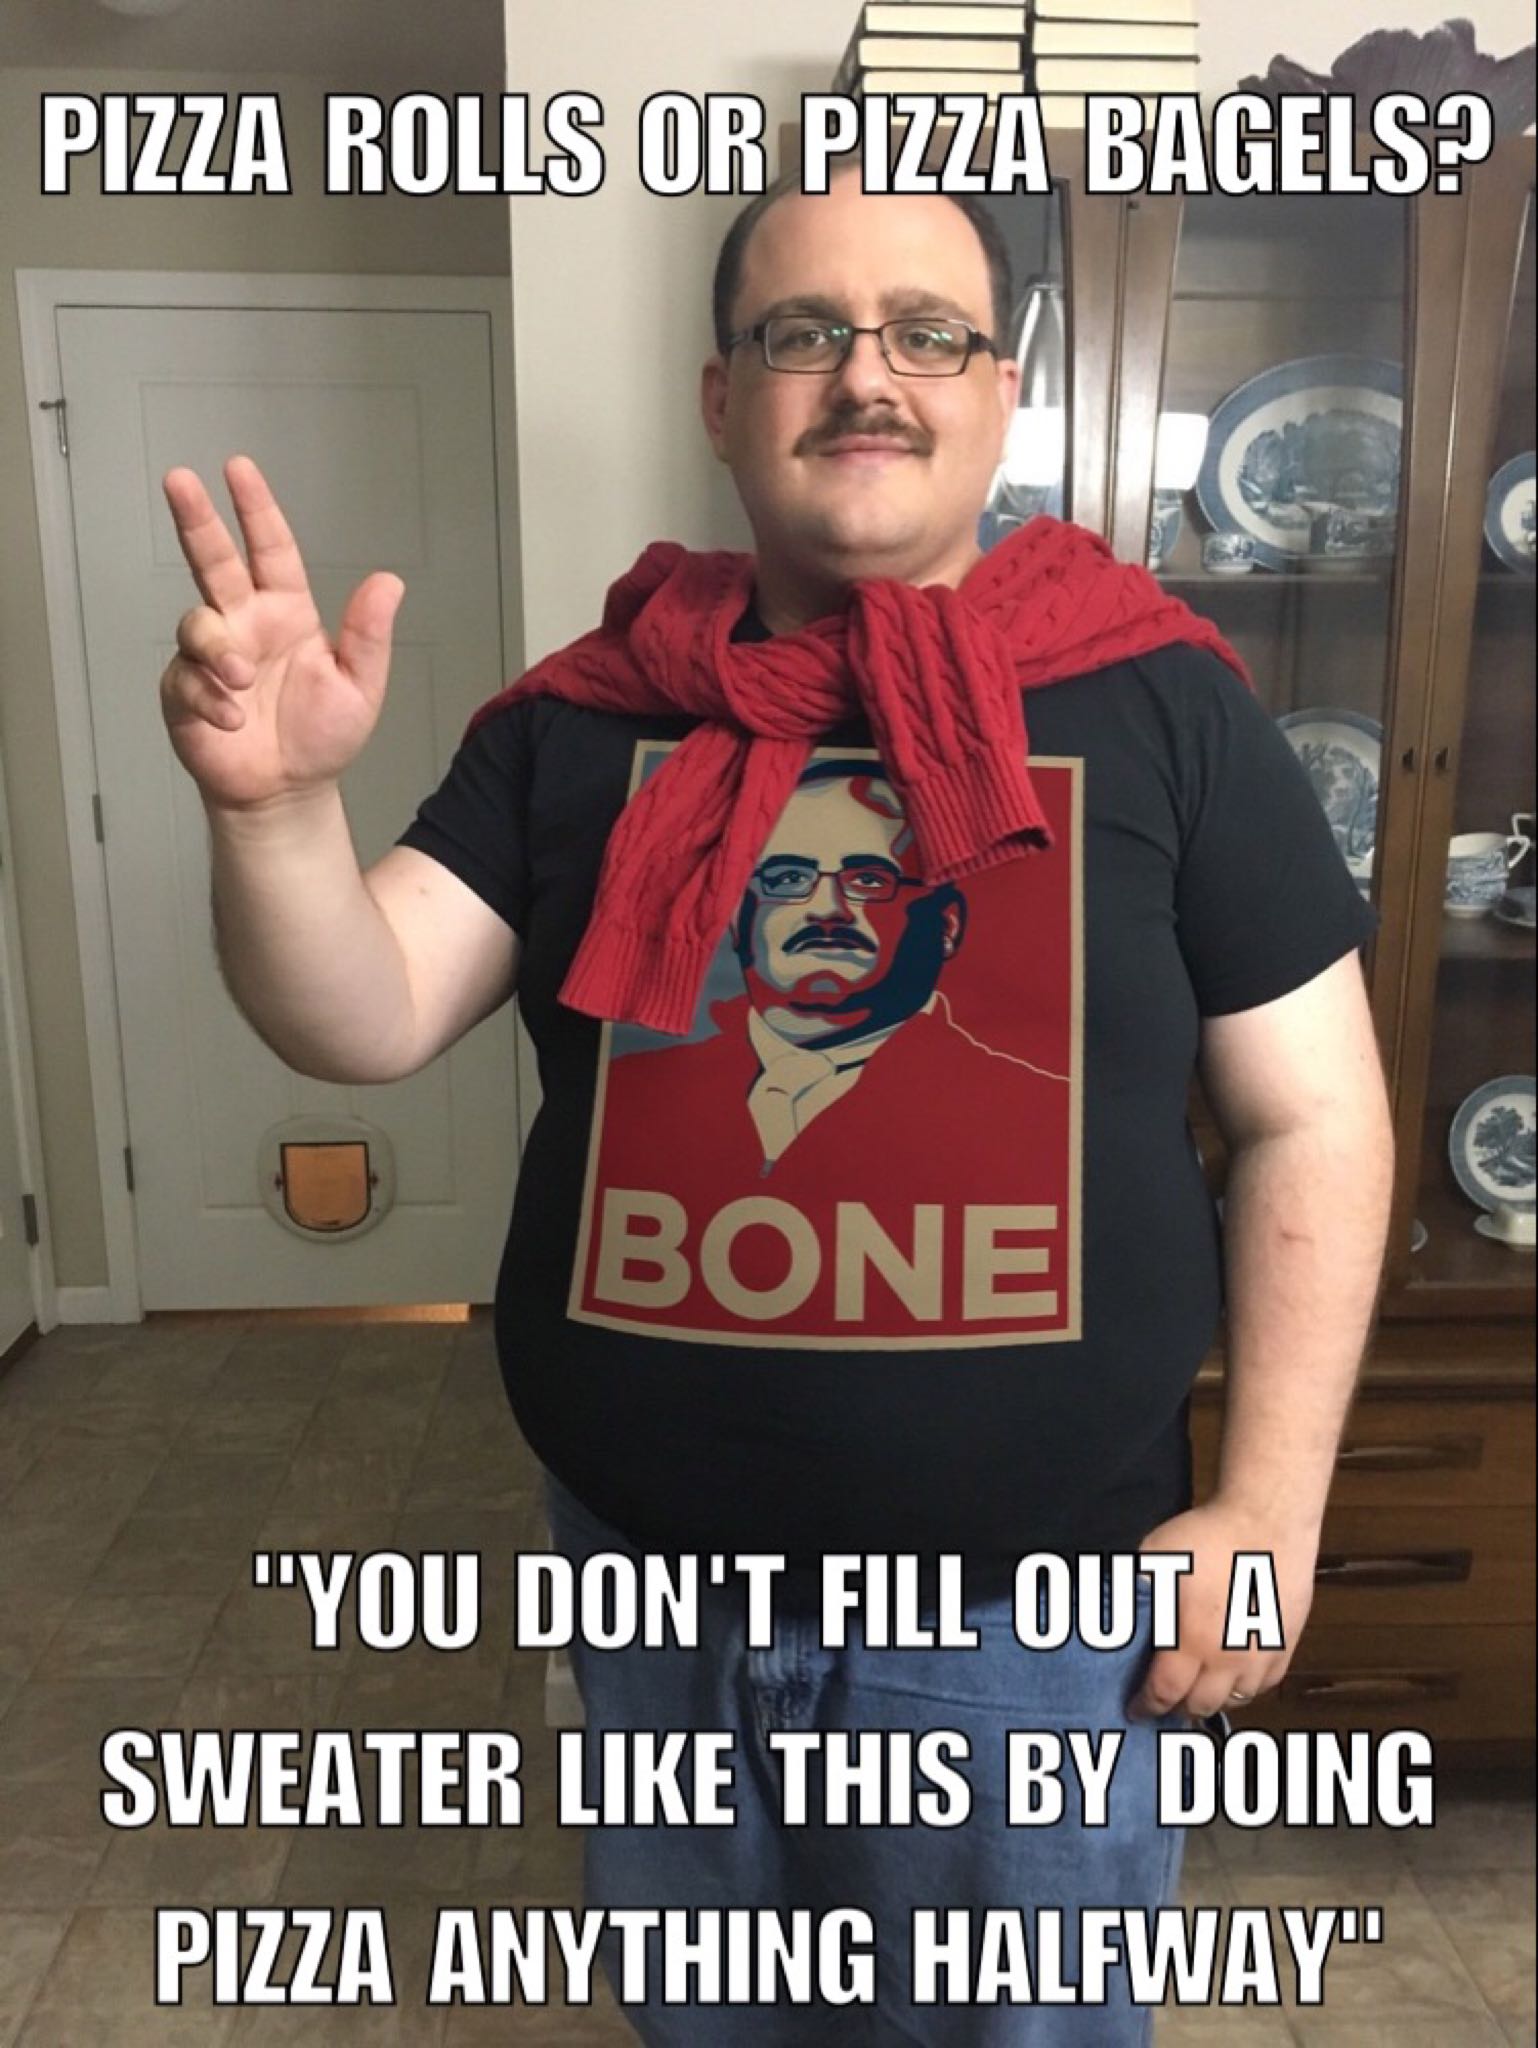 PIZZA ROLLS OR PIZZA BAGELS?
BONE
"YOU DON'T FILL OUT A
SWEATER LIKE THIS BY DOING
PIZZA ANYTHING HALFWAY"